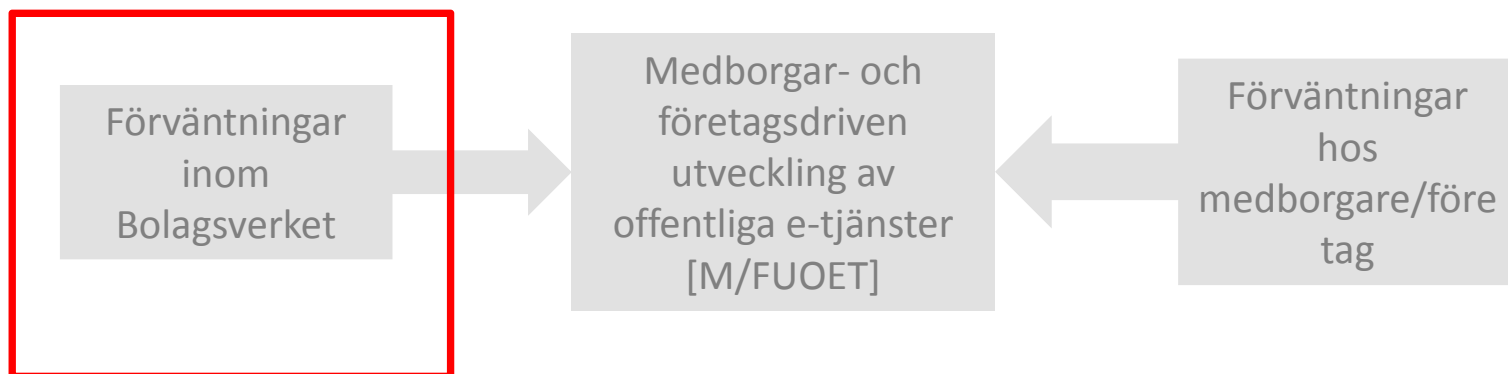 Förväntningar
inom
Bolagsverket
Medborgar- och
företagsdriven
utveckling av
offentliga e-tjänster
[M/FUOET]
Förväntningar
hos
medborgare/före
tag